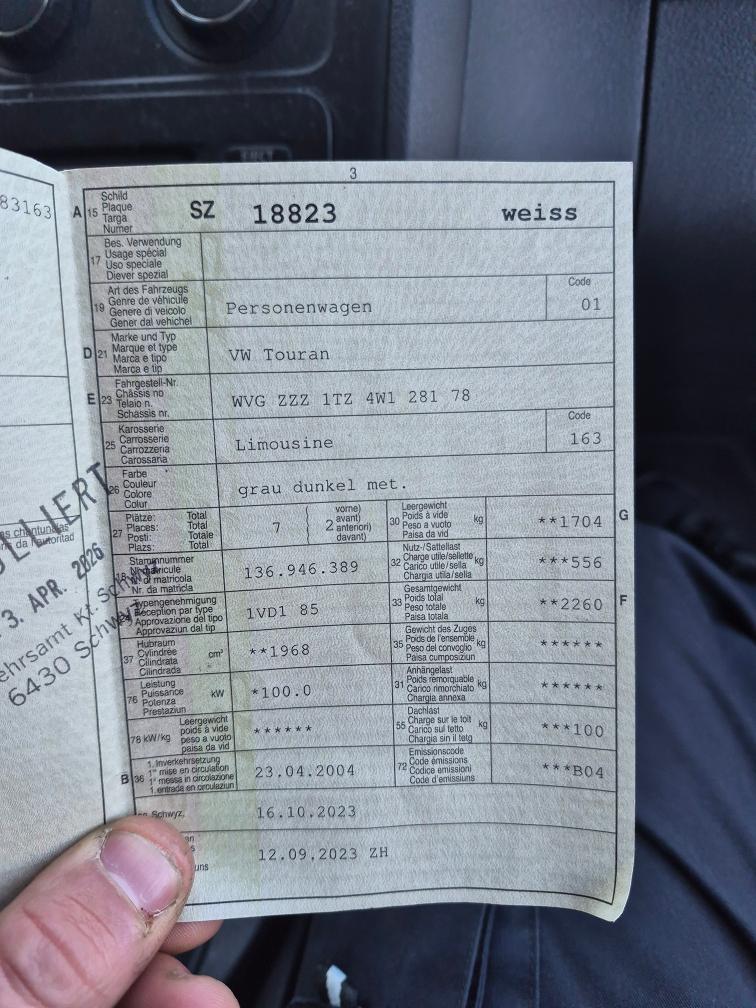 83163
3
A 15 Schild
Plaque
Targa
Numer
SZ 18823 weiss
17 Bes. Verwendung
Usage spécial
Uso speciale
Diever spezial
19 Art des Fahrzeugs
Genre de véhicule
Genere di veicolo
Gener dal vehichel
Personenwagen
Code
01
D 21 Marke und Typ
Marque et type
Marca e tipo
Marca e tip
VW Touran
E 23 Fahrgestell-Nr.
Châssis no
Telaio n.
Schassis nr.
WVG ZZZ 1TZ 4W1 281 78
25 Karosserie
Carrosserie
Carrozzeria
Carossaria
Limousine
Code
163
26 Farbe
Couleur
Colore
Colur
grau dunkel met.
27 Plätze: Total
Places: Total
Posti: Totale
Plazs: Total
7
2
vorne)
avant)
anteriori)
davant)
30 Leergewicht
Poids à vide
Peso a vuoto
Paisa da vid
kg
**1704
G
Stammnummer
matricule
N. di matricola
Nr. da matricla
136.946.389
32 Nutz-/Sattellast
Charge utile/sellette
Carico utile/sella
Chargia utila/sella
kg
***556
Typengenehmigung
Réception par type
Approvazione del tipo
Approvaziun dal tip
1VD1 85
33 Gesamtgewicht
Poids total
Peso totale
Paisa totala
kg
**2260
F
37 Hubraum
Cylindrée
Cilindrata
Cilindrada
cm³
**1968
35 Gewicht des Zuges
Poids de l'ensemble
Peso del convoglio
Paisa cumposiziun
kg
******
76 Leistung
Puissance
Potenza
Prestaziun
kW
*100.0
31 Anhängelast
Poids remorquable
Carico rimorchiato
Chargia annexa
kg
******
78 kW/kg
Leergewicht
poids à vide
peso a vuoto
paisa da vid
******
55 Dachlast
Charge sur le toit
Carico sul tetto
Chargia sin il tetg
kg
***100
B 36 1. Inverkehrsetzung
1re mise en circulation
1a messa in circolazione
1. entrada en circulaziun
23.04.2004
72 Emissionscode
Code émissions
Codice emissioni
Code d'emissiuns
***B04
Schwyz,
16.10.2023
12.09.2023 ZH
uns
LLIERT
3. APR. 2026
ehrsamt Kt. Schwyz
6430 Schwyz